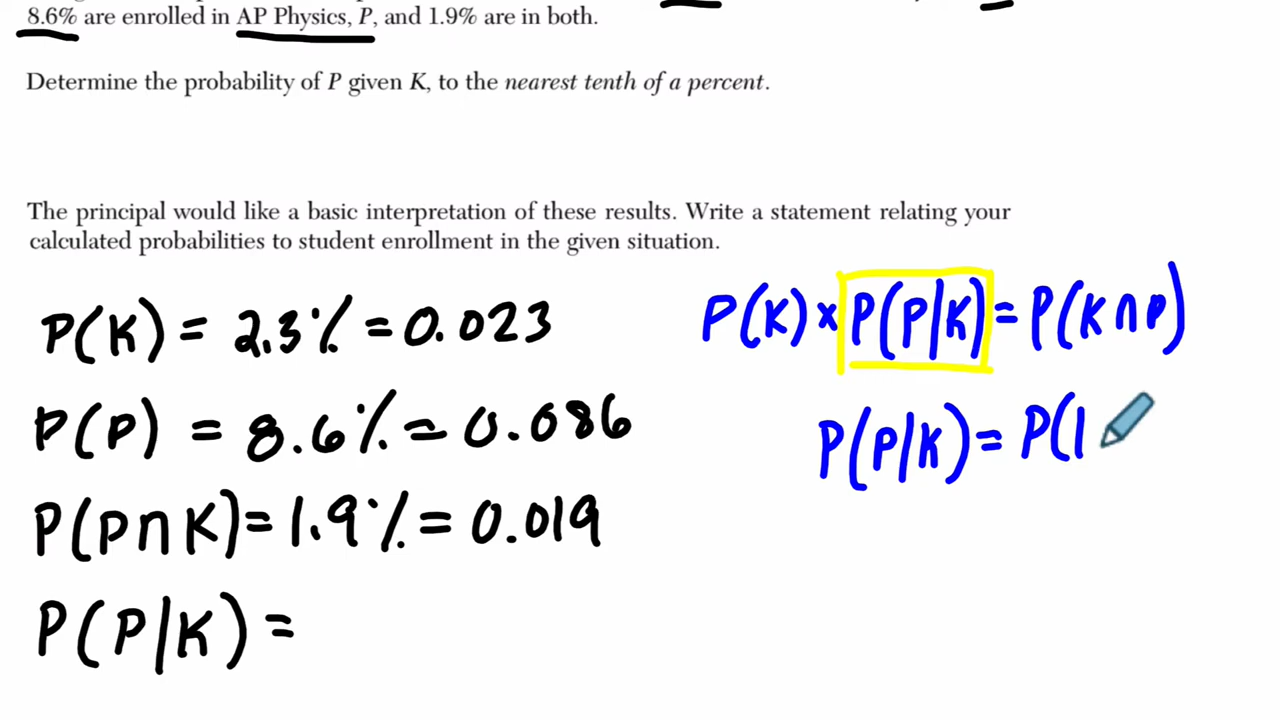 8.6% are enrolled in AP Physics, P, and 1.9% are in both.
Determine the probability of P given K, to the nearest tenth of a percent.
The principal would like a basic interpretation of these results. Write a statement relating your
calculated probabilities to student enrollment in the given situation.
P(K) = 2.3% = 0.023
P(P) = 8.6% = 0.086
P(P∩K) = 1.9% = 0.019
P(P|K) =
P(K) × P(P|K) = P(K∩P)
P(P|K) = P(